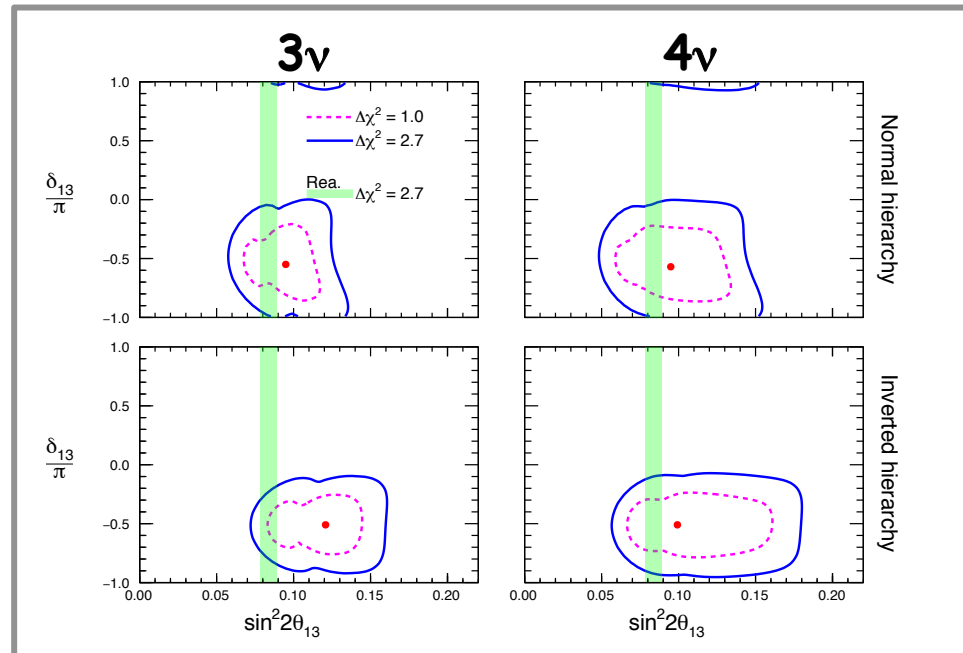 3ν 4ν
1.0
0.5
0.0
−0.5
−1.0
δ13
π
Δχ² = 1.0
Δχ² = 2.7
Rea.
Δχ² = 2.7
Normal hierarchy
1.0
0.5
0.0
−0.5
−1.0
δ13
π
Inverted hierarchy
0.00 0.05 0.10 0.15 0.20 0.00 0.05 0.10 0.15 0.20
sin²2θ13 sin²2θ13